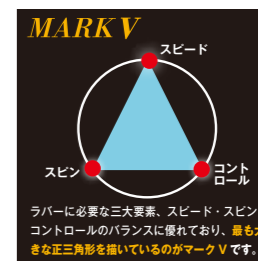 MARK V
スピード
スピン
コント
ロール
ラバーに必要な三大要素、スピード・スピン
コントロールのバランスに優れており、最も
きな正三角形を描いているのがマーク V です。